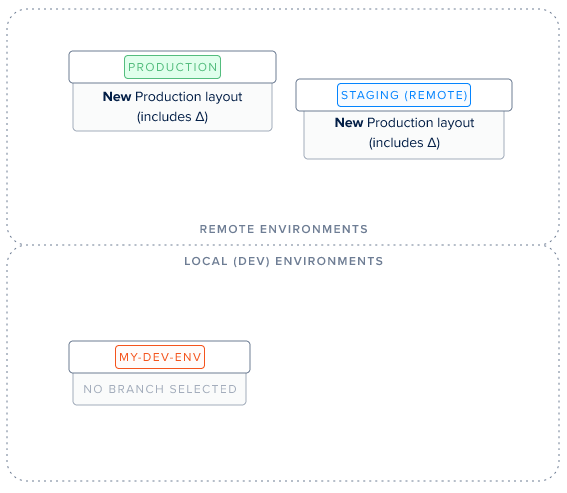 PRODUCTION
New Production layout
(includes Δ)
STAGING (REMOTE)
New Production layout
(includes Δ)
REMOTE ENVIRONMENTS
LOCAL (DEV) ENVIRONMENTS
MY-DEV-ENV
NO BRANCH SELECTED